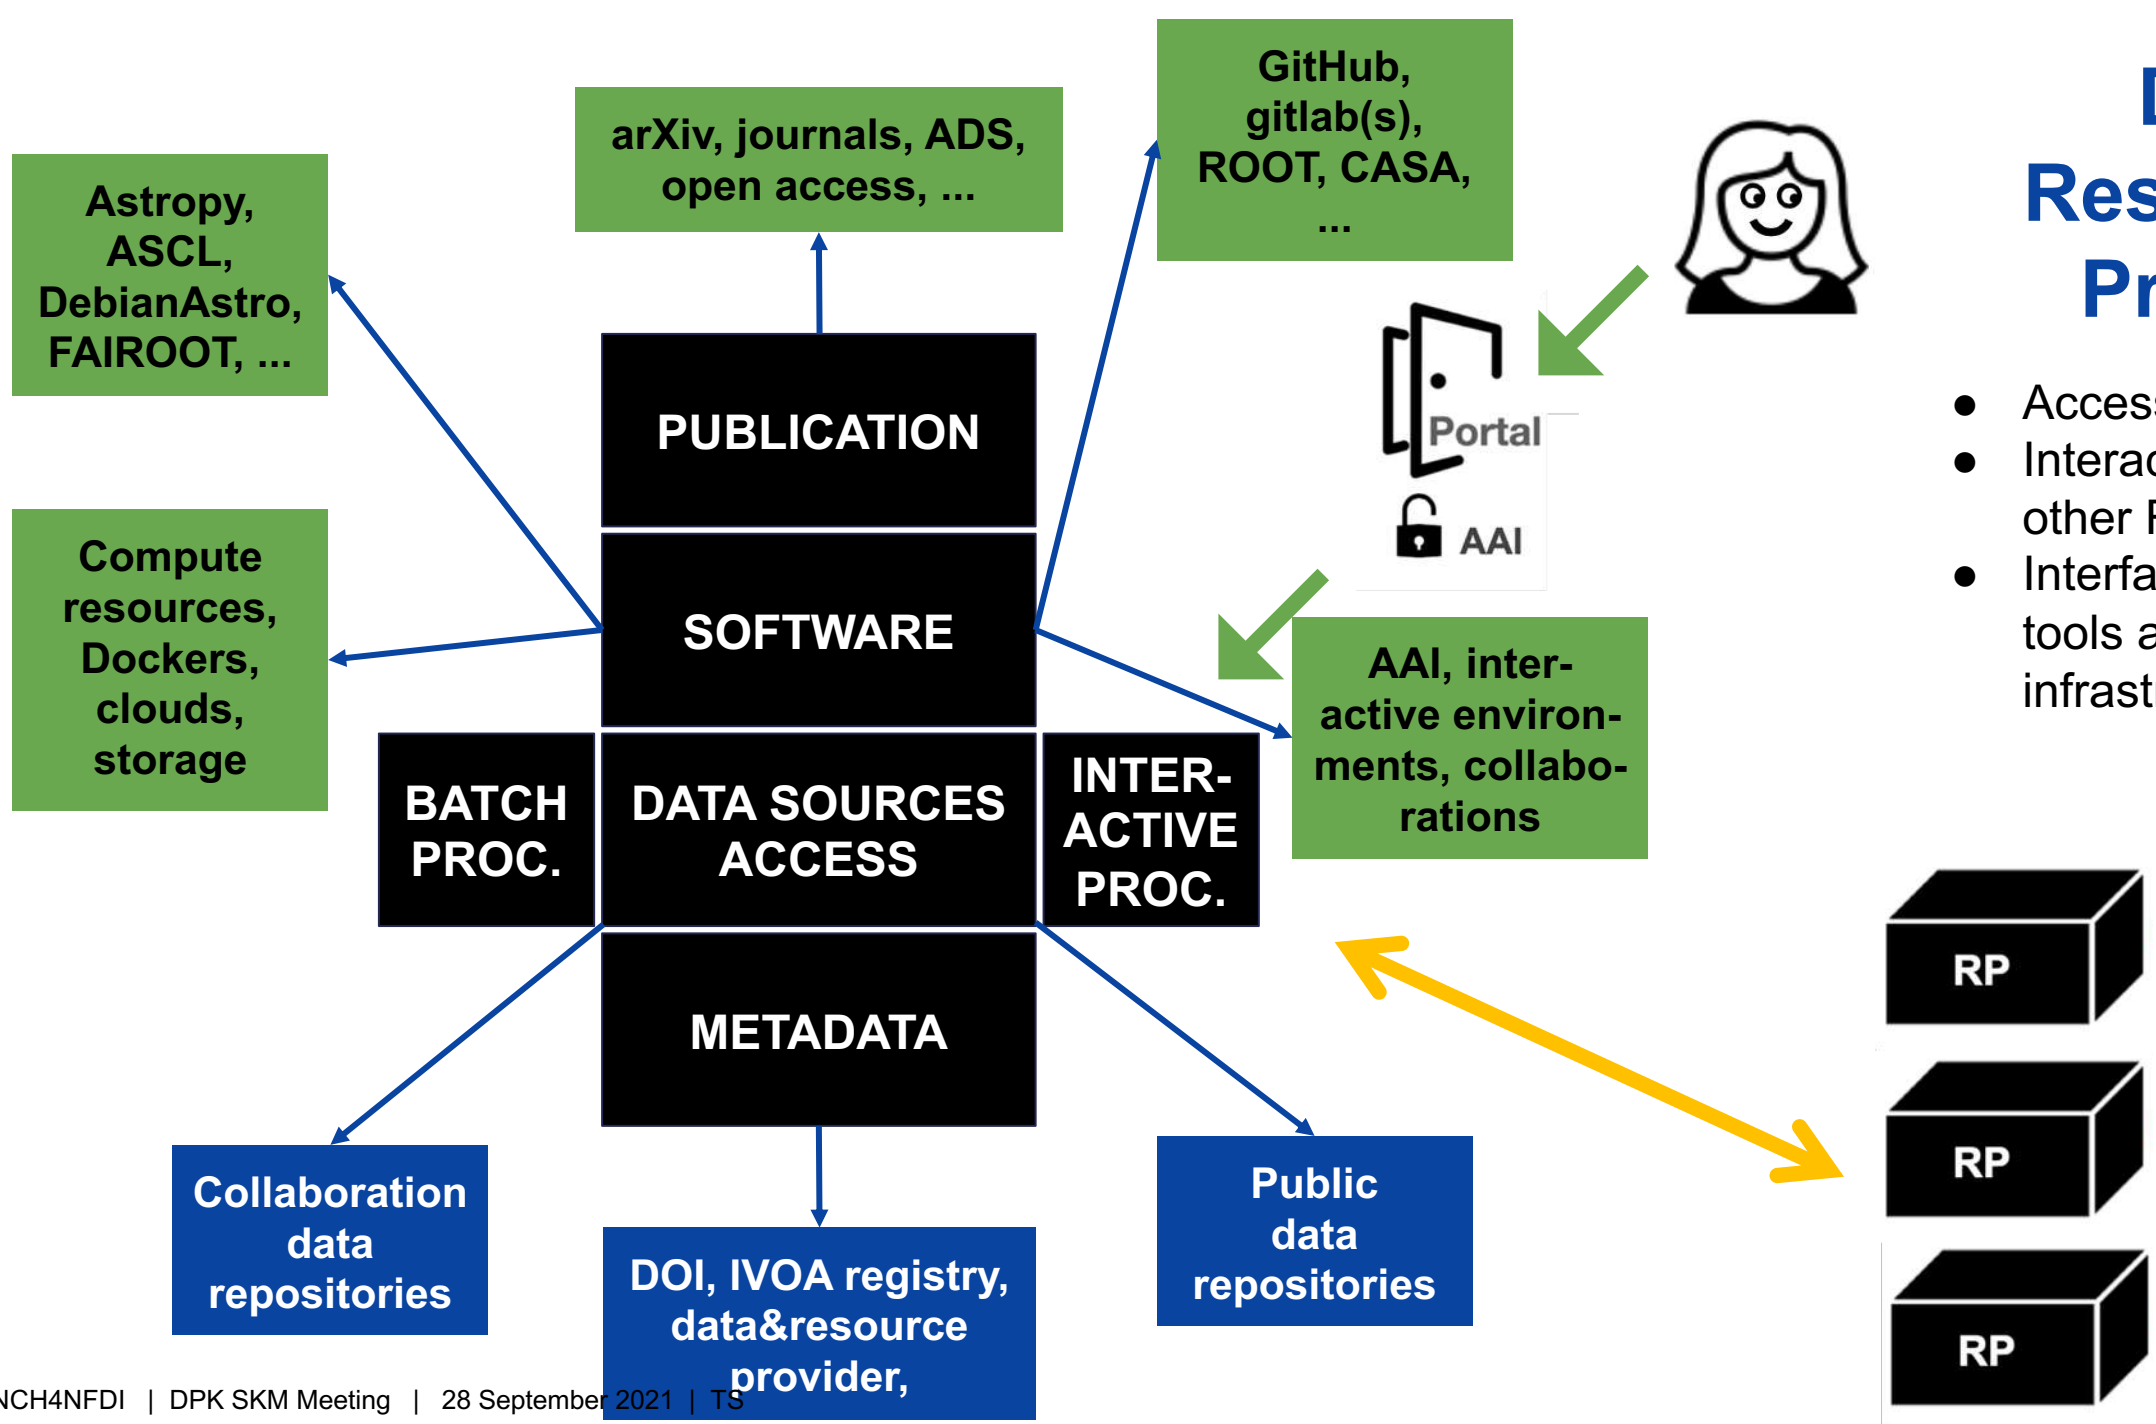 GitHub,
gitlab(s),
ROOT, CASA,
...
arXiv, journals, ADS,
open access, ...
Astropy,
ASCL,
DebianAstro,
FAIROOT, ...
PUBLICATION
Portal
AAI
Compute
resources,
Dockers,
clouds,
storage
SOFTWARE
AAI, inter-
active environ-
ments, collabo-
rations
BATCH
PROC.
DATA SOURCES
ACCESS
INTER-
ACTIVE
PROC.
METADATA
Collaboration
data
repositories
DOI, IVOA registry,
data&resource
provider,
Public
data
repositories
● 
● 
other
● 
tools
RP
RP
RP
NCH4NFDI | DPK SKM Meeting | 28 September 2021 | TS